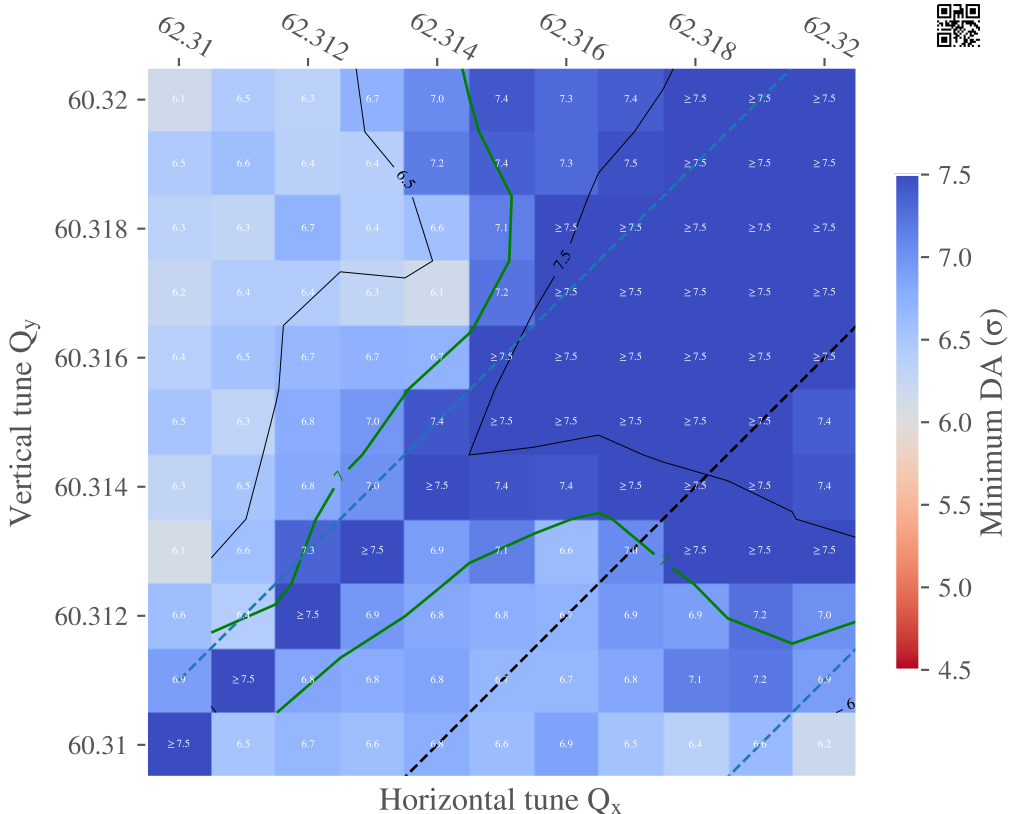 62.31 62.312 62.314 62.316 62.318 62.32
60.32 6.1 6.5 6.3 6.7 7.0 7.4 7.3 7.4 ≥ 7.5 ≥ 7.5 ≥ 7.5
6.5 6.6 6.4 6.4 7.2 7.4 7.3 7.5 ≥ 7.5 ≥ 7.5 ≥ 7.5
6.5
60.318 6.3 6.3 6.7 6.4 6.6 7.1 ≥ 7.5 ≥ 7.5 ≥ 7.5 ≥ 7.5 ≥ 7.5
7.5
6.2 6.4 6.4 6.3 6.1 7.2 ≥ 7.5 ≥ 7.5 ≥ 7.5 ≥ 7.5 ≥ 7.5
60.316 6.4 6.5 6.7 6.7 6.7 ≥ 7.5 ≥ 7.5 ≥ 7.5 ≥ 7.5 ≥ 7.5 ≥ 7.5
6.5 6.3 6.8 7.0 7.4 ≥ 7.5 ≥ 7.5 ≥ 7.5 ≥ 7.5 ≥ 7.5 7.4
7
60.314 6.3 6.5 6.8 7.0 ≥ 7.5 7.4 7.4 ≥ 7.5 ≥ 7.5 ≥ 7.5 7.4
6.1 6.6 7.3 ≥ 7.5 6.9 7.1 6.6 7.0 ≥ 7.5 ≥ 7.5 ≥ 7.5
7
60.312 6.6 6.4 ≥ 7.5 6.9 6.8 6.8 6.7 6.9 6.9 7.2 7.0
6.9 ≥ 7.5 6.8 6.8 6.8 6.7 6.7 6.8 7.1 7.2 6.9
6
60.31 ≥ 7.5 6.5 6.7 6.6 6.8 6.6 6.9 6.5 6.4 6.6 6.2
Vertical tune Qy
Horizontal tune Qx
7.5
7.0
6.5
6.0
5.5
5.0
4.5
Minimum DA (σ)